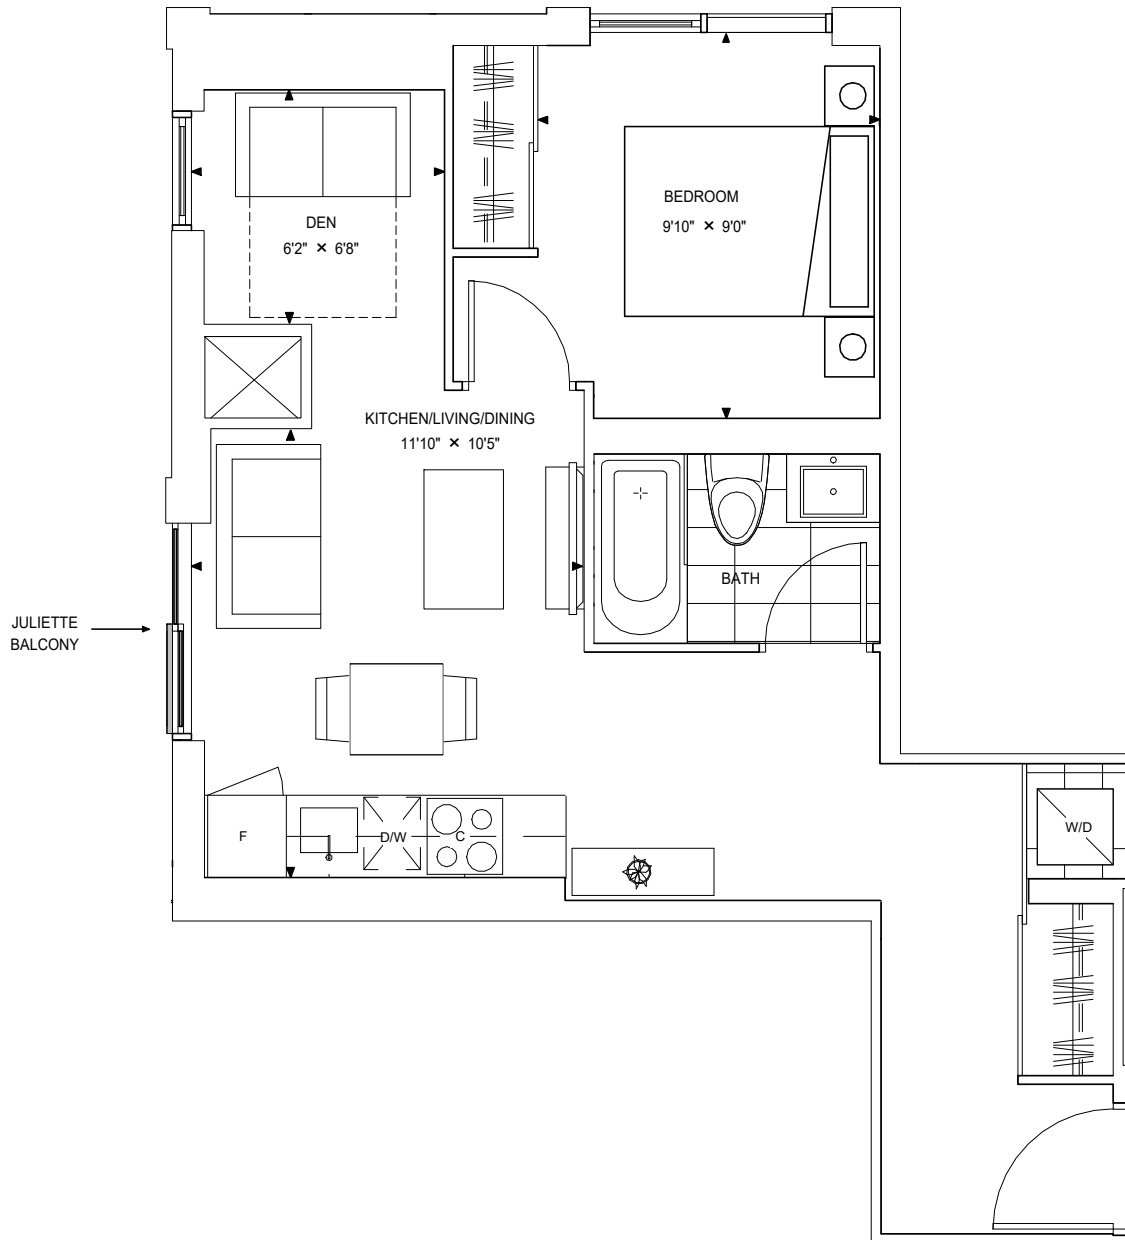 BEDROOM
9'10" × 9'0"
DEN
6'2" × 6'8"
KITCHEN/LIVING/DINING
11'10" × 10'5"
BATH
JULIETTE
BALCONY
F
D/W
C
W/D